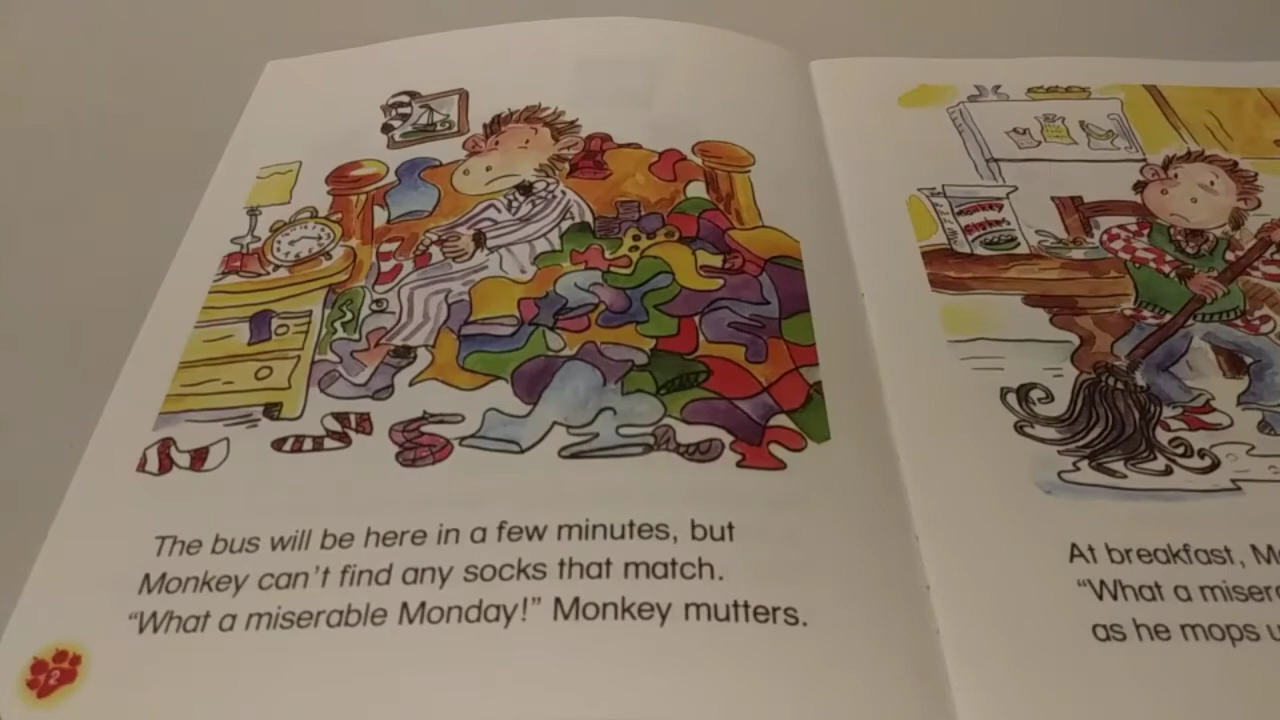 The bus will be here in a few minutes, but
Monkey can't find any socks that match.
“What a miserable Monday!” Monkey mutters.
2
Monkey
At breakfast,
“What a
as he mops